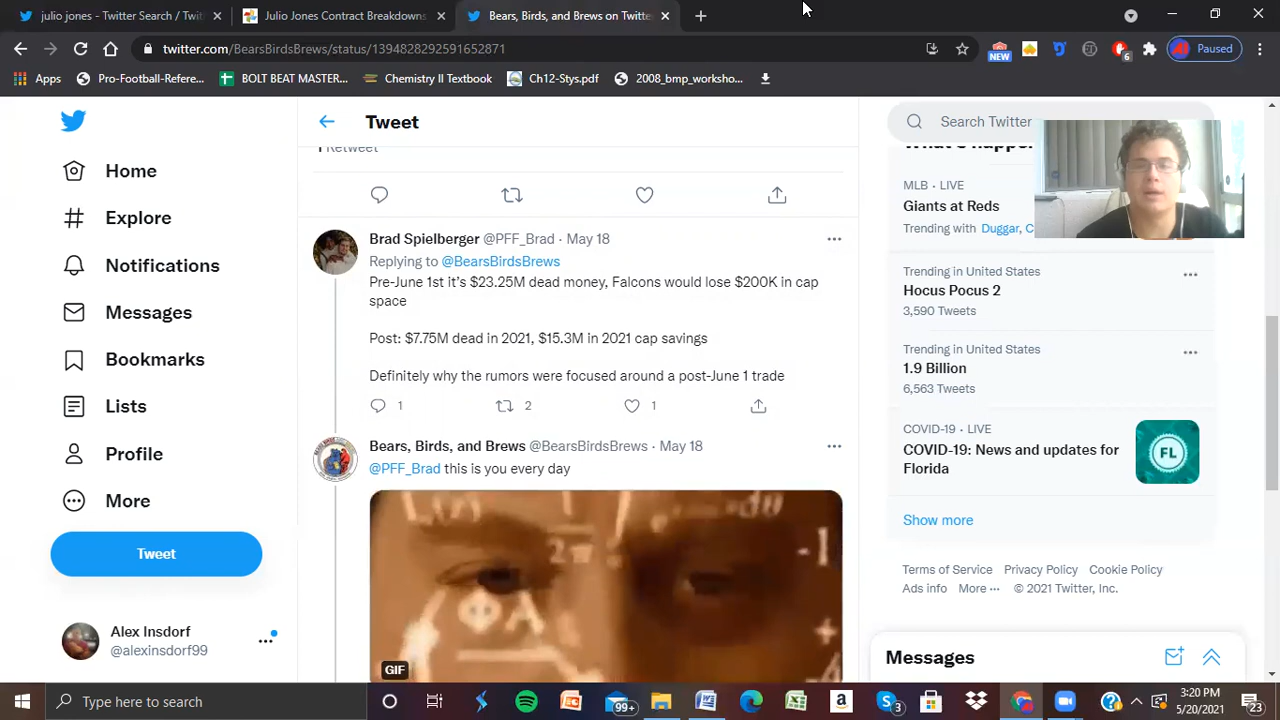 julio jones - Twitter Search / Twi
Julio Jones Contract Breakdowns
Bears, Birds, and Brews on Twitte
twitter.com/BearsBirdsBrews/status/1394828292591652871
NEW
6
Paused
Apps
Pro-Football-Refere...
BOLT BEAT MASTER...
Chemistry II Textbook
Ch12-Stys.pdf
2008_bmp_worksho...
Home
Explore
Notifications
Messages
Bookmarks
Lists
Profile
More
Tweet
Alex Insdorf
@alexinsdorf99
Tweet
1 Retweet
Brad Spielberger @PFF_Brad · May 18
Replying to @BearsBirdsBrews
Pre-June 1st it's $23.25M dead money, Falcons would lose $200K in cap
space
Post: $7.75M dead in 2021, $15.3M in 2021 cap savings
Definitely why the rumors were focused around a post-June 1 trade
1 2 1
Bears, Birds, and Brews @BearsBirdsBrews · May 18
@PFF_Brad this is you every day
GIF
Search Twitter
MLB · LIVE
Giants at Reds
Trending with Duggar, C
Trending in United States
Hocus Pocus 2
3,590 Tweets
Trending in United States
1.9 Billion
6,563 Tweets
COVID-19 · LIVE
COVID-19: News and updates for
Florida
FL
Show more
Terms of Service Privacy Policy Cookie Policy
Ads info More ··· © 2021 Twitter, Inc.
Messages
Type here to search
99+
3
3:20 PM
5/20/2021
23